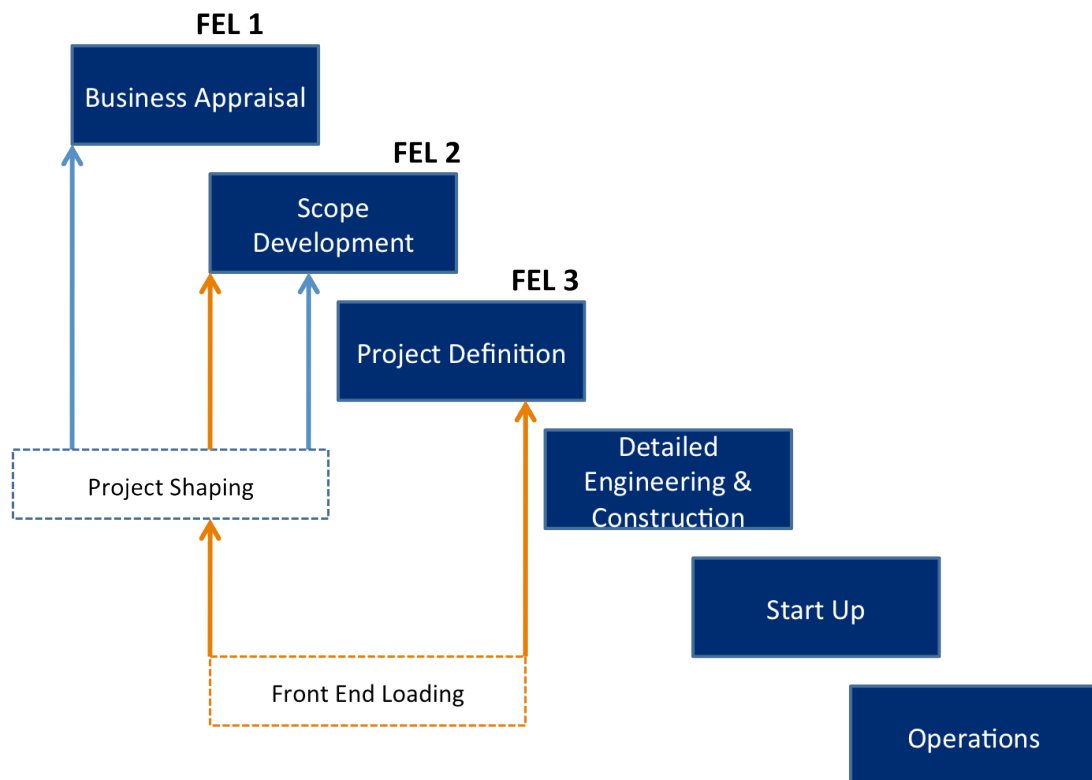 FEL 1
Business Appraisal
FEL 2
Scope
Development
FEL 3
Project Definition
Detailed
Engineering &
Construction
Project Shaping
Start Up
Front End Loading
Operations